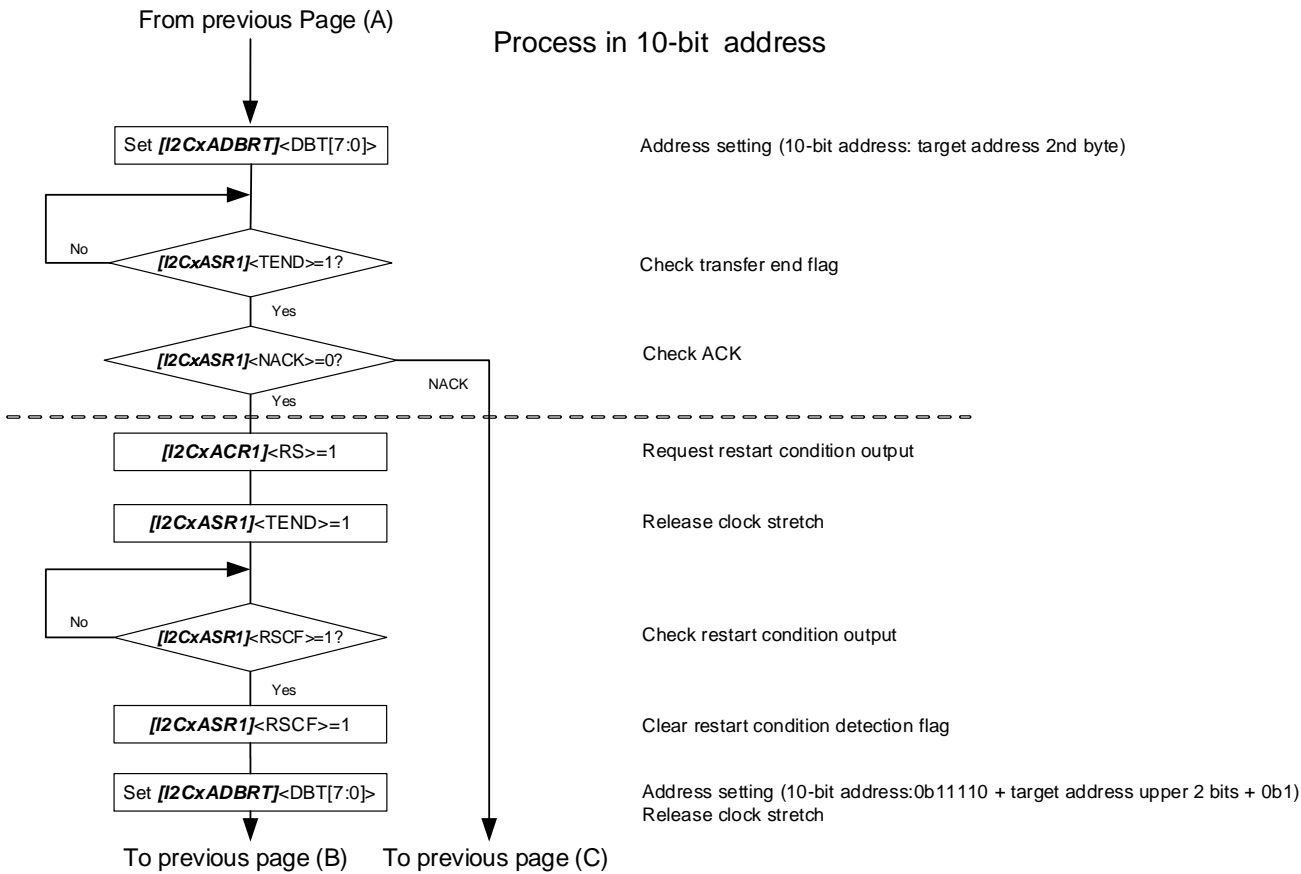 From previous Page (A)
Process in 10-bit address
Set [I2CxADBRT]<DBT[7:0]>
Address setting (10-bit address: target address 2nd byte)
No
[I2CxASR1]<TEND>=1?
Check transfer end flag
Yes
[I2CxASR1]<NACK>=0?
Check ACK
NACK
Yes
[I2CxACR1]<RS>=1
Request restart condition output
[I2CxASR1]<TEND>=1
Release clock stretch
No
[I2CxASR1]<RSCF>=1?
Check restart condition output
Yes
[I2CxASR1]<RSCF>=1
Clear restart condition detection flag
Set [I2CxADBRT]<DBT[7:0]>
Address setting (10-bit address:0b11110 + target address upper 2 bits + 0b1)
Release clock stretch
To previous page (B)
To previous page (C)